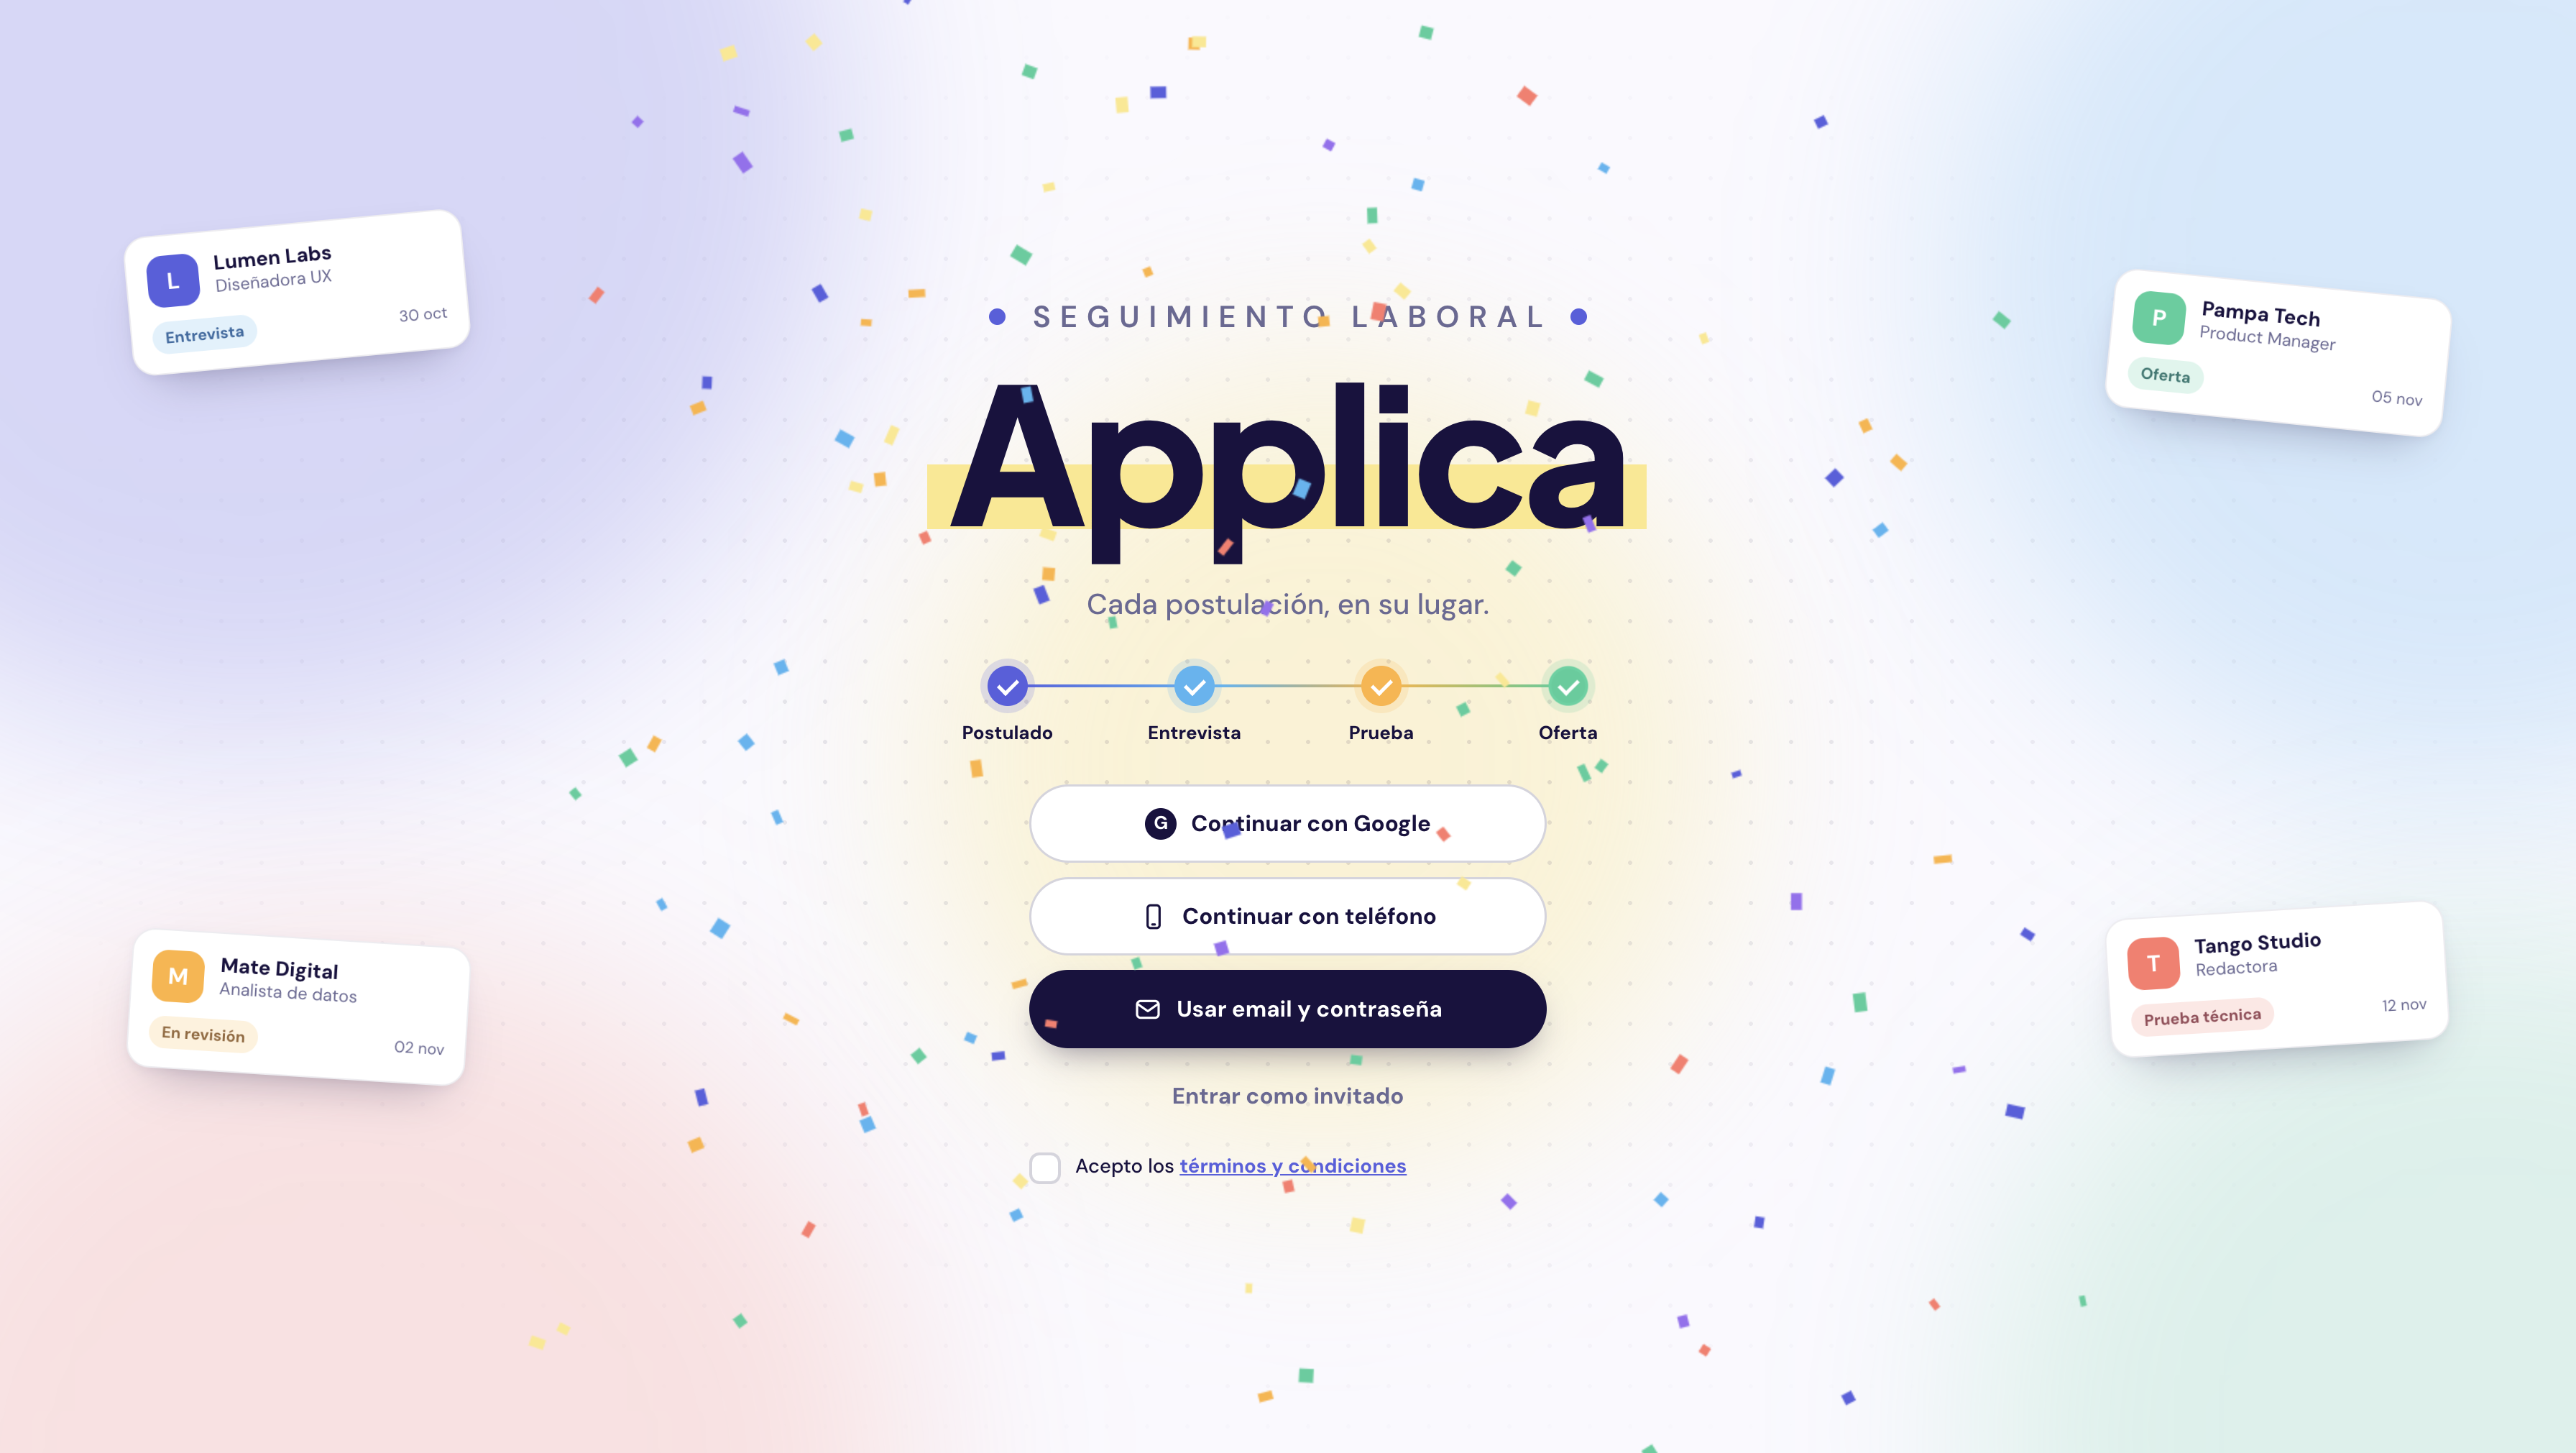 SEGUIMIENTO LABORAL
Applica
Cada postulación, en su lugar.
Postulado
Entrevista
Prueba
Oferta
G Continuar con Google
Continuar con teléfono
Usar email y contraseña
Entrar como invitado
Acepto los términos y condiciones
L
Lumen Labs
Diseñadora UX
Entrevista
30 oct
P
Pampa Tech
Product Manager
Oferta
05 nov
M
Mate Digital
Analista de datos
En revisión
02 nov
T
Tango Studio
Redactora
Prueba técnica
12 nov